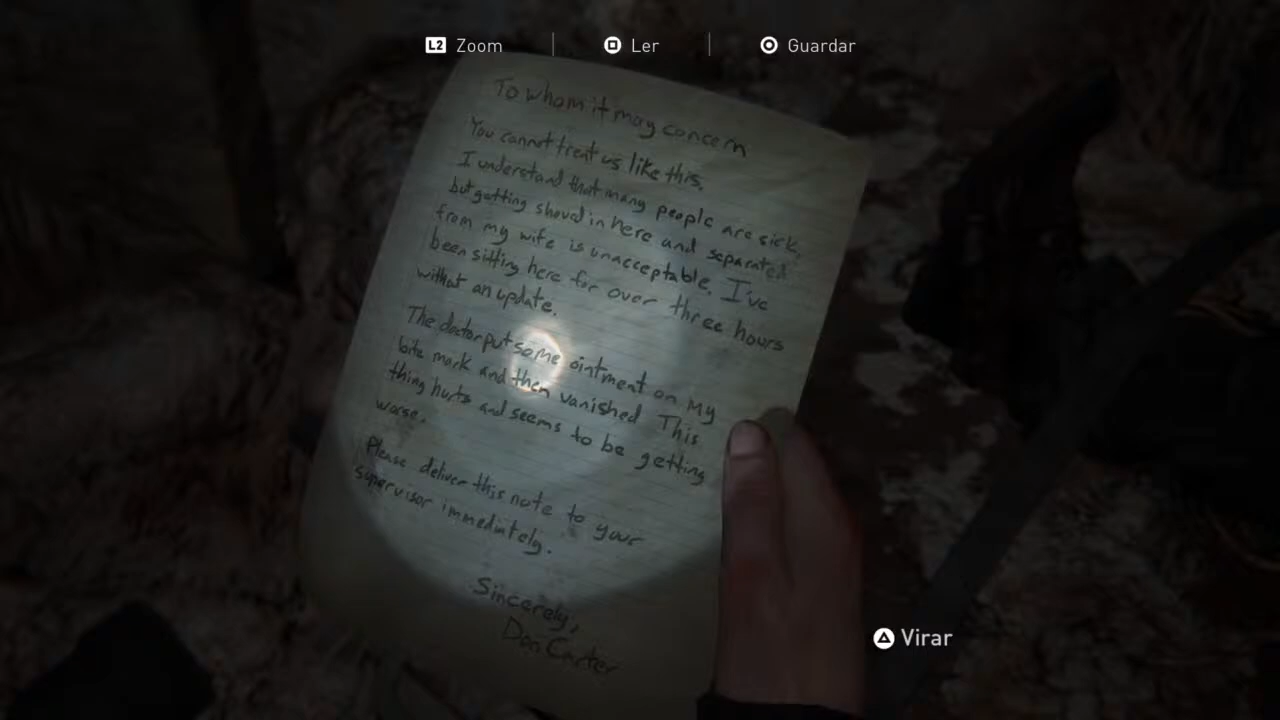 L2 Zoom
Ler
Guardar
To whom it may concern
You cannot treat us like this.
I understand that many people are sick,
but getting shoved in here and separated
from my wife is unacceptable. I've
been sitting here for over three hours
without an update.
The doctor put some ointment on my
bite mark and then vanished This
thing hurts and seems to be getting
worse.
Please deliver this note to your
supervisor immediately.
Sincerely,
Don Carter
Virar